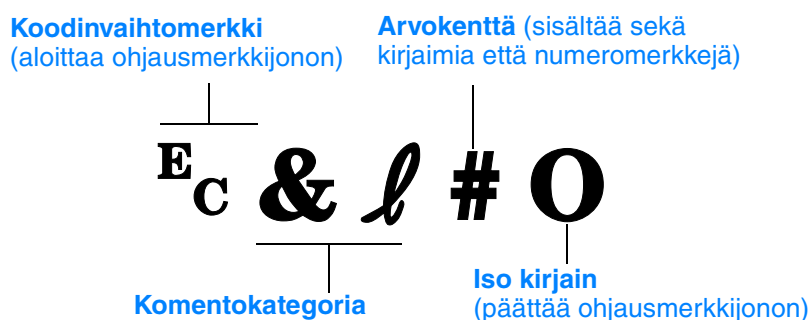 Koodinvaihtomerkki
(aloittaa ohjausmerkkijonon)
Arvokenttä (sisältää sekä
kirjaimia että numeromerkkejä)
EC & ℓ # O
Komentokategoria
Iso kirjain
(päättää ohjausmerkkijonon)